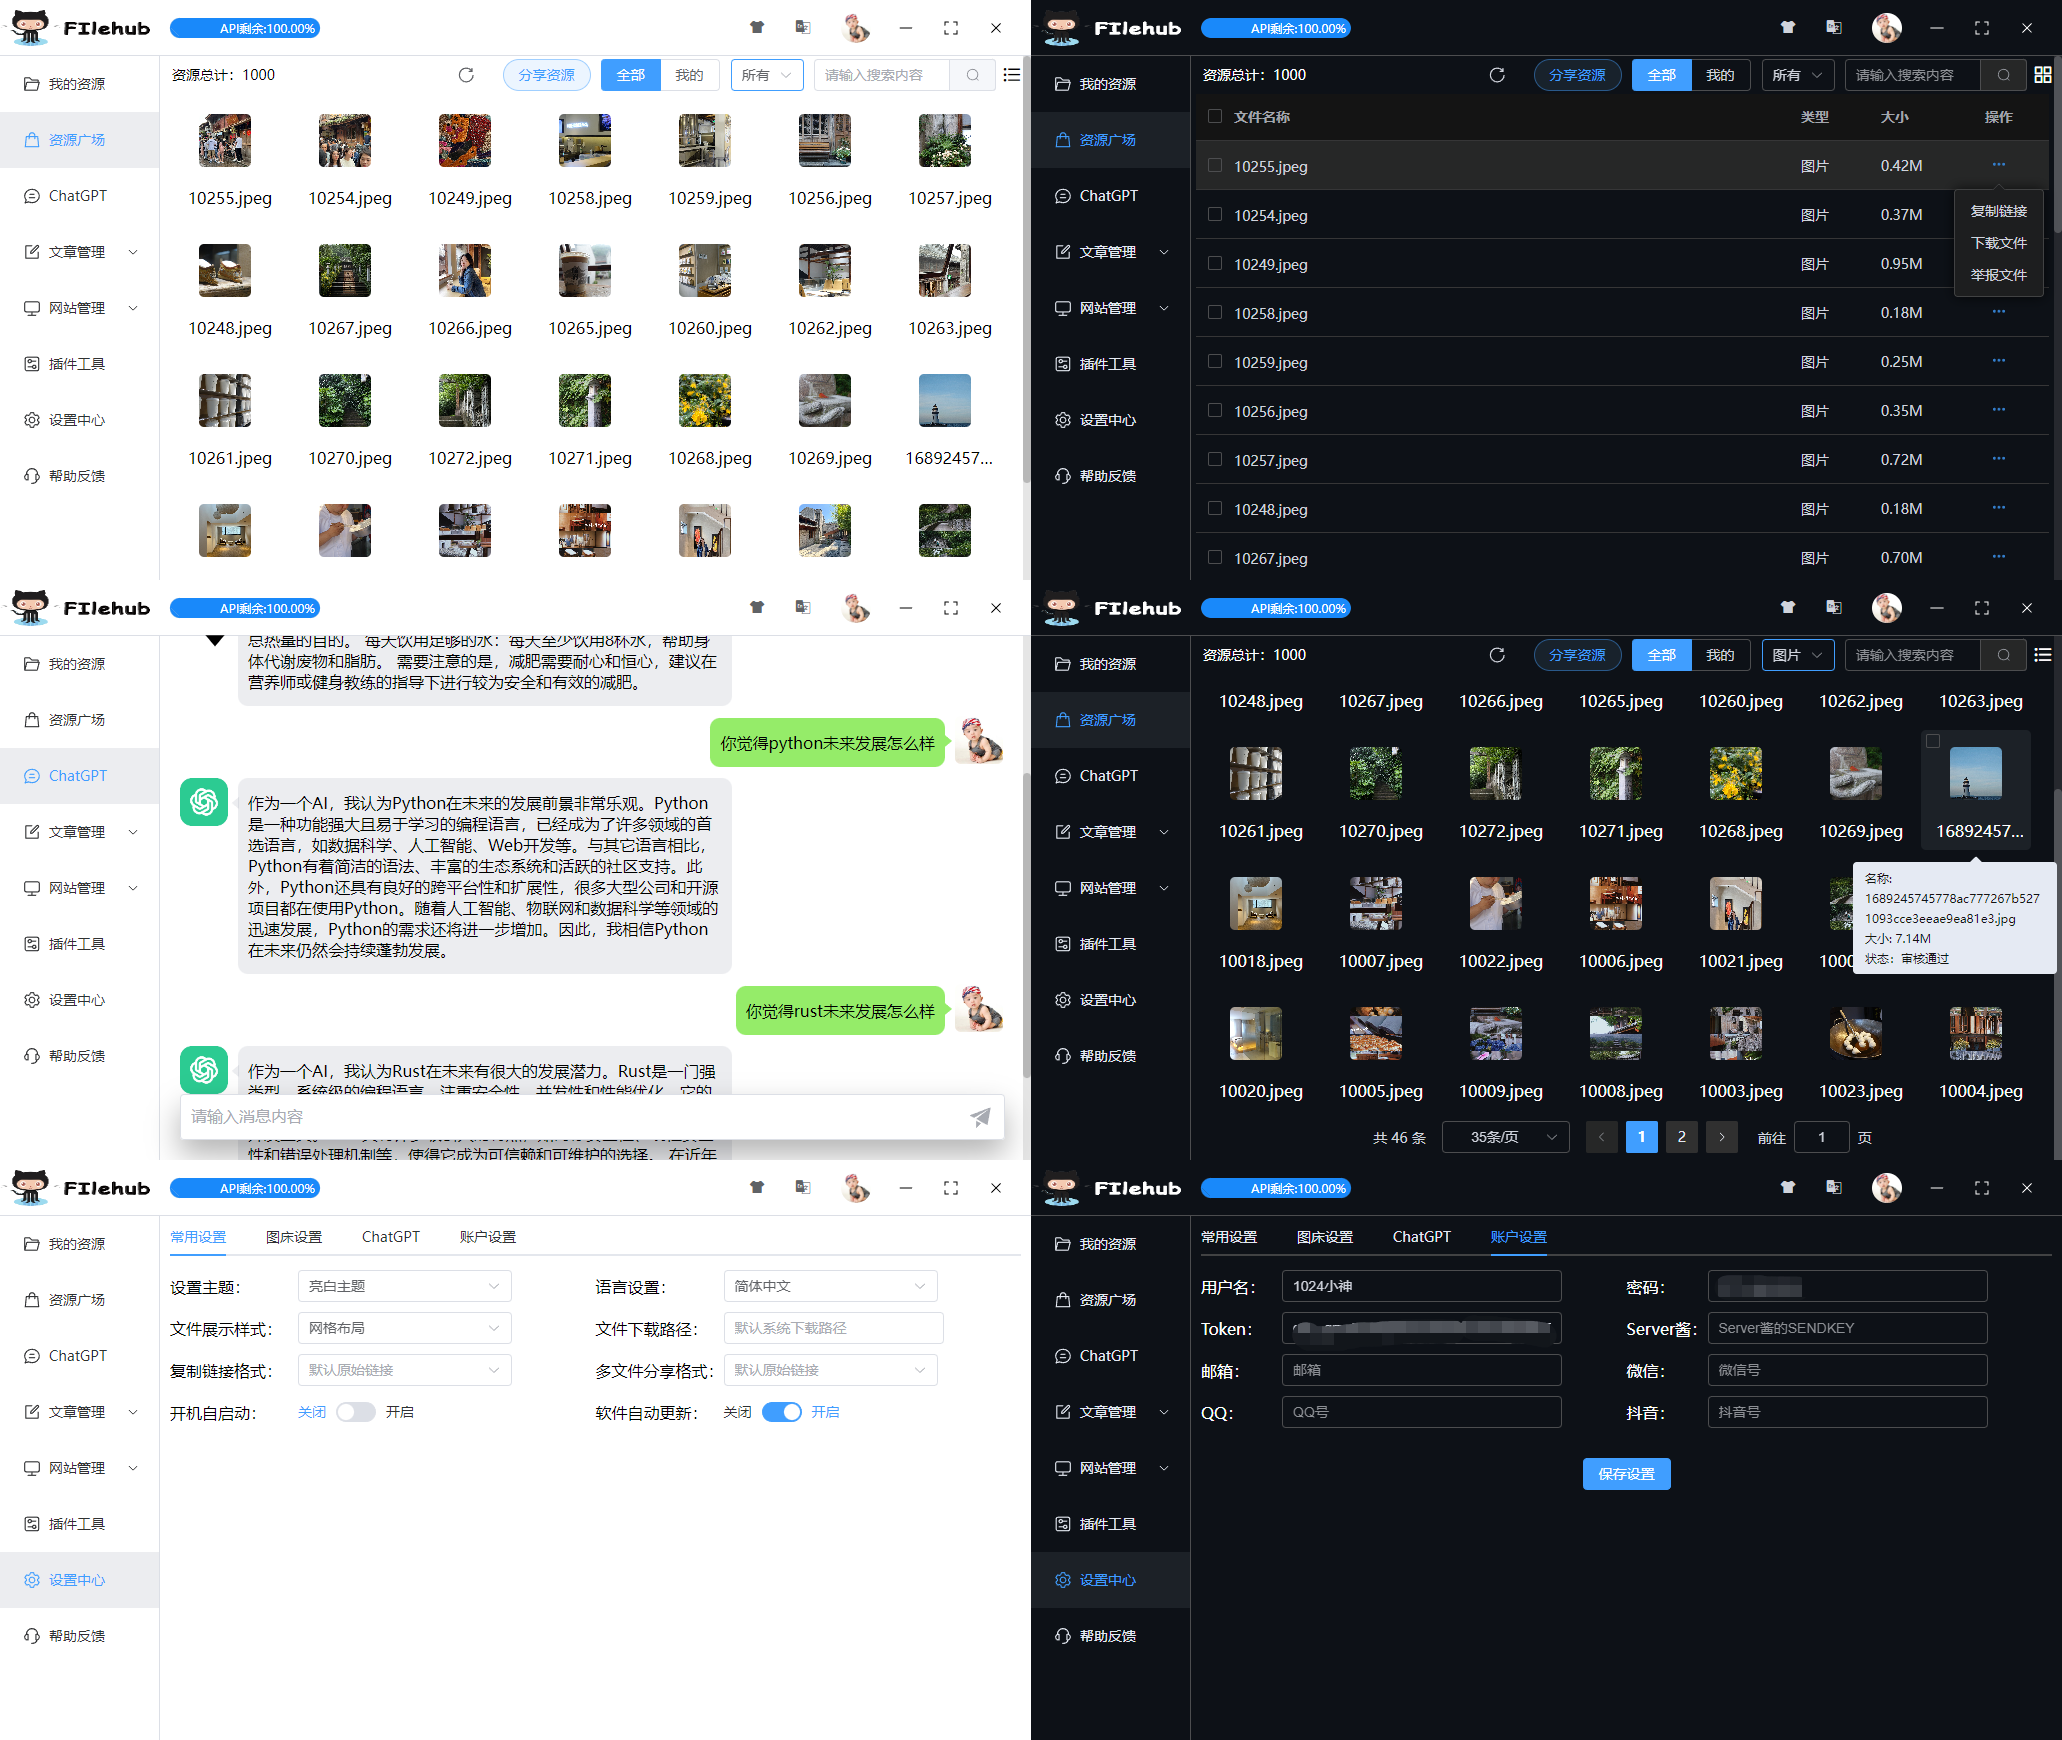 FIlehub
API剩余:100.00%
我的资源
资源广场
ChatGPT
文章管理
网站管理
插件工具
设置中心
帮助反馈
资源总计：1000
分享资源
全部
我的
所有
请输入搜索内容
10255.jpeg
10254.jpeg
10249.jpeg
10258.jpeg
10259.jpeg
10256.jpeg
10257.jpeg
10248.jpeg
10267.jpeg
10266.jpeg
10265.jpeg
10260.jpeg
10262.jpeg
10263.jpeg
10261.jpeg
10270.jpeg
10272.jpeg
10271.jpeg
10268.jpeg
10269.jpeg
16892457...
FIlehub
API剩余:100.00%
我的资源
资源广场
ChatGPT
文章管理
网站管理
插件工具
设置中心
帮助反馈
资源总计：1000
分享资源
全部
我的
所有
请输入搜索内容
文件名称
类型
大小
操作
10255.jpeg
图片
0.42M
10254.jpeg
图片
0.37M
10249.jpeg
图片
0.95M
10258.jpeg
图片
0.18M
10259.jpeg
图片
0.25M
10256.jpeg
图片
0.35M
10257.jpeg
图片
0.72M
10248.jpeg
图片
0.18M
10267.jpeg
图片
0.70M
复制链接
下载文件
举报文件
FIlehub
API剩余:100.00%
我的资源
资源广场
ChatGPT
文章管理
网站管理
插件工具
设置中心
帮助反馈
总热量的目的。 每天饮用足够的水：每天至少饮用8杯水，帮助身
体代谢废物和脂肪。 需要注意的是，减肥需要耐心和恒心，建议在
营养师或健身教练的指导下进行较为安全和有效的减肥。
你觉得python未来发展怎么样
作为一个AI，我认为Python在未来的发展前景非常乐观。Python
是一种功能强大且易于学习的编程语言，已经成为了许多领域的首
选语言，如数据科学、人工智能、Web开发等。与其它语言相比，
Python有着简洁的语法、丰富的生态系统和活跃的社区支持。此
外，Python还具有良好的跨平台性和扩展性，很多大型公司和开源
项目都在使用Python。随着人工智能、物联网和数据科学等领域的
迅速发展，Python的需求还将进一步增加。因此，我相信Python
在未来仍然会持续蓬勃发展。
你觉得rust未来发展怎么样
作为一个AI，我认为Rust在未来有很大的发展潜力。Rust是一门强
类型、系统级的编程语言，注重安全性、并发性和性能优化。它的
请输入消息内容
性和错误处理机制等，使得它成为可信赖和可维护的选择。 在近年
FIlehub
API剩余:100.00%
我的资源
资源广场
ChatGPT
文章管理
网站管理
插件工具
设置中心
帮助反馈
资源总计：1000
分享资源
全部
我的
图片
请输入搜索内容
10248.jpeg
10267.jpeg
10266.jpeg
10265.jpeg
10260.jpeg
10262.jpeg
10263.jpeg
10261.jpeg
10270.jpeg
10272.jpeg
10271.jpeg
10268.jpeg
10269.jpeg
16892457...
名称:
1689245745778ac777267b527
1093cce3eeae9ea81e3.jpg
大小: 7.14M
状态：审核通过
10018.jpeg
10007.jpeg
10022.jpeg
10006.jpeg
10021.jpeg
10020.jpeg
10005.jpeg
10009.jpeg
10008.jpeg
10003.jpeg
10023.jpeg
10004.jpeg
共 46 条
35条/页
1
2
前往
1
页
FIlehub
API剩余:100.00%
我的资源
资源广场
ChatGPT
文章管理
网站管理
插件工具
设置中心
帮助反馈
常用设置
图床设置
ChatGPT
账户设置
设置主题：
亮白主题
语言设置：
简体中文
文件展示样式：
网格布局
文件下载路径：
默认系统下载路径
复制链接格式：
默认原始链接
多文件分享格式：
默认原始链接
开机自启动：
关闭
开启
软件自动更新：
关闭
开启
FIlehub
API剩余:100.00%
我的资源
资源广场
ChatGPT
文章管理
网站管理
插件工具
设置中心
帮助反馈
常用设置
图床设置
ChatGPT
账户设置
用户名：
1024小神
密码：
Token：
Server酱：
Server酱的SENDKEY
邮箱：
邮箱
微信：
微信号
QQ：
QQ号
抖音：
抖音号
保存设置